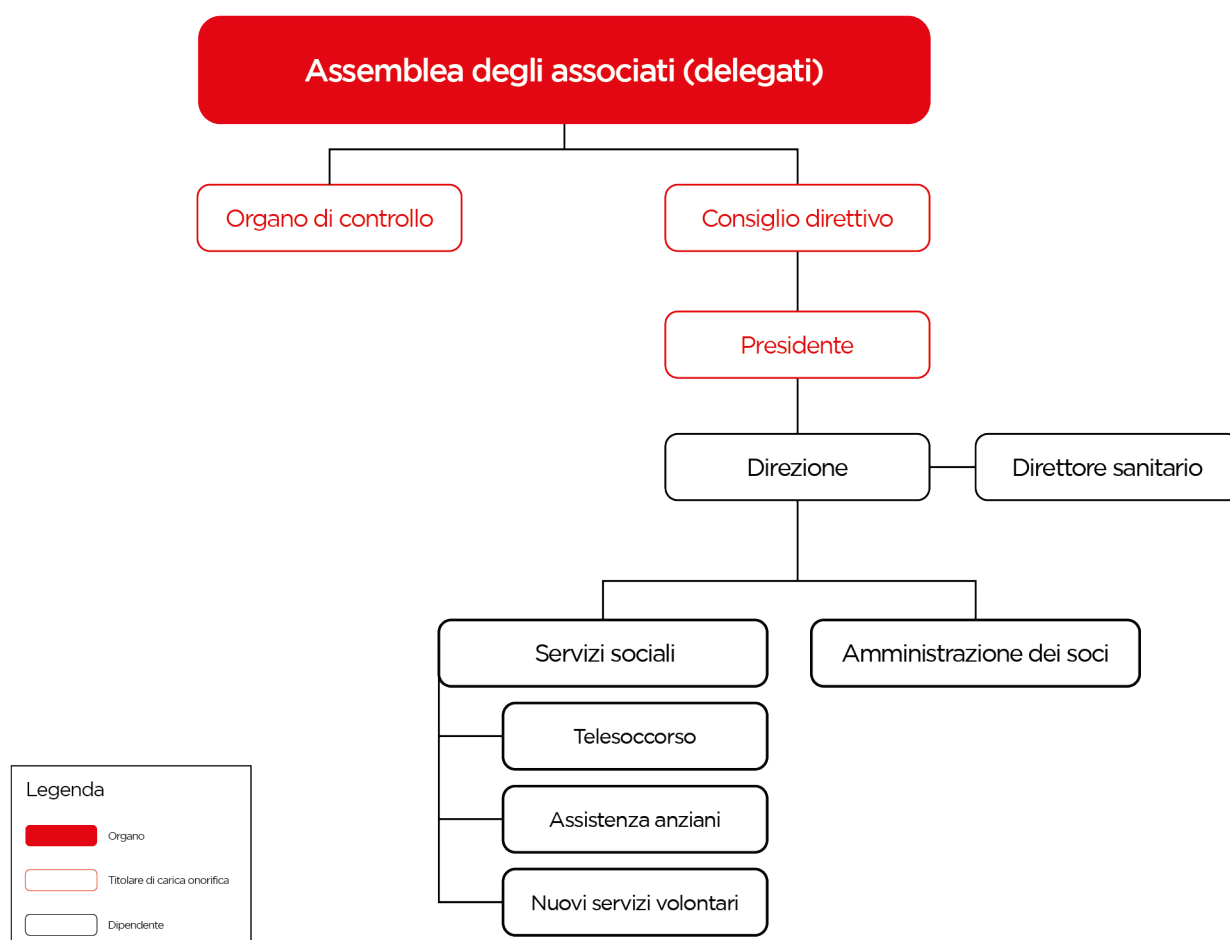 Assemblea degli associati (delegati)
Organo di controllo
Consiglio direttivo
Presidente
Direzione
Direttore sanitario
Servizi sociali
Amministrazione dei soci
Telesoccorso
Assistenza anziani
Nuovi servizi volontari
Legenda
Organo
Titolare di carica onorifica
Dipendente